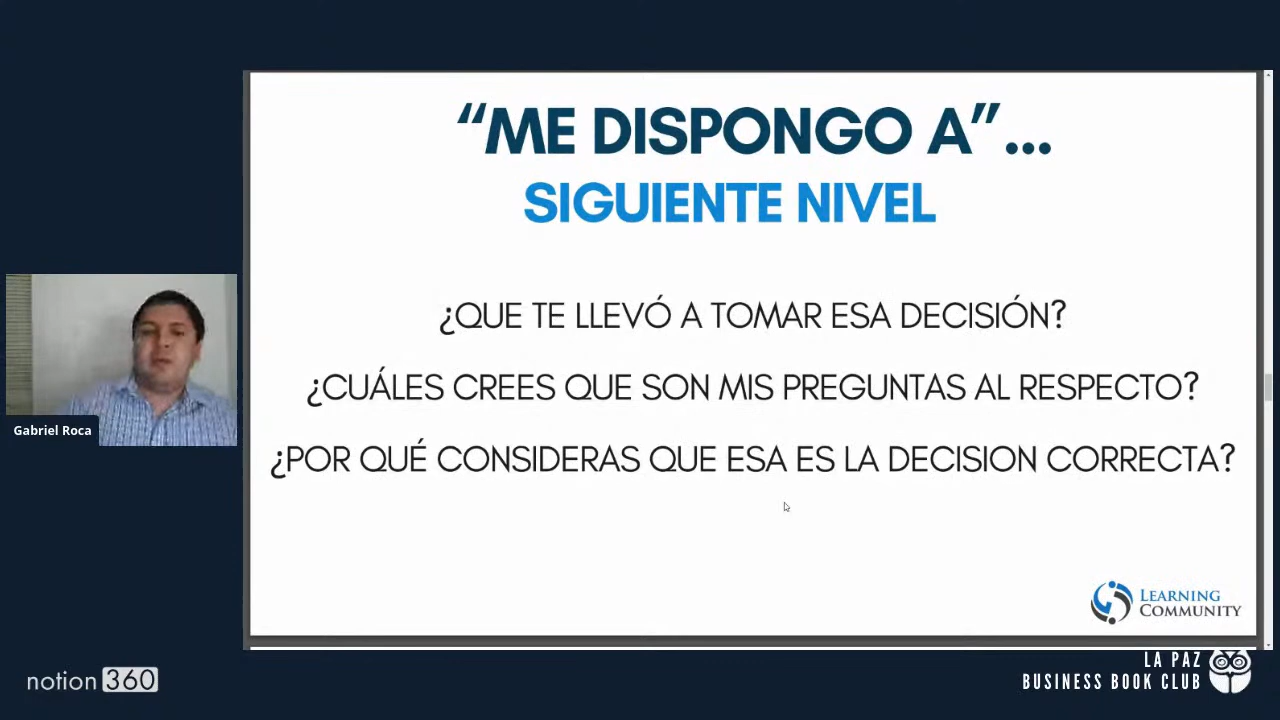 “ME DISPONGO A”...
SIGUIENTE NIVEL
¿QUE TE LLEVÓ A TOMAR ESA DECISIÓN?
¿CUÁLES CREES QUE SON MIS PREGUNTAS AL RESPECTO?
¿POR QUÉ CONSIDERAS QUE ESA ES LA DECISION CORRECTA?
Gabriel Roca
LEARNING
COMMUNITY
notion 360
LA PAZ
BUSINESS BOOK CLUB